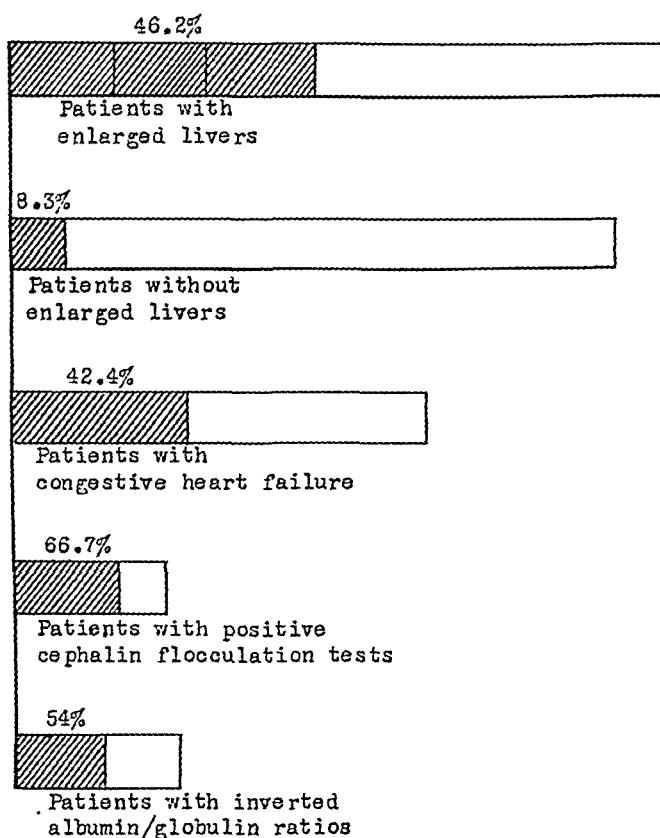 46.2%
Patients with
enlarged livers
8.3%
Patients without
enlarged livers
42.4%
Patients with
congestive heart failure
66.7%
Patients with positive
cephalin flocculation tests
54%
Patients with inverted
albumin/globulin ratios